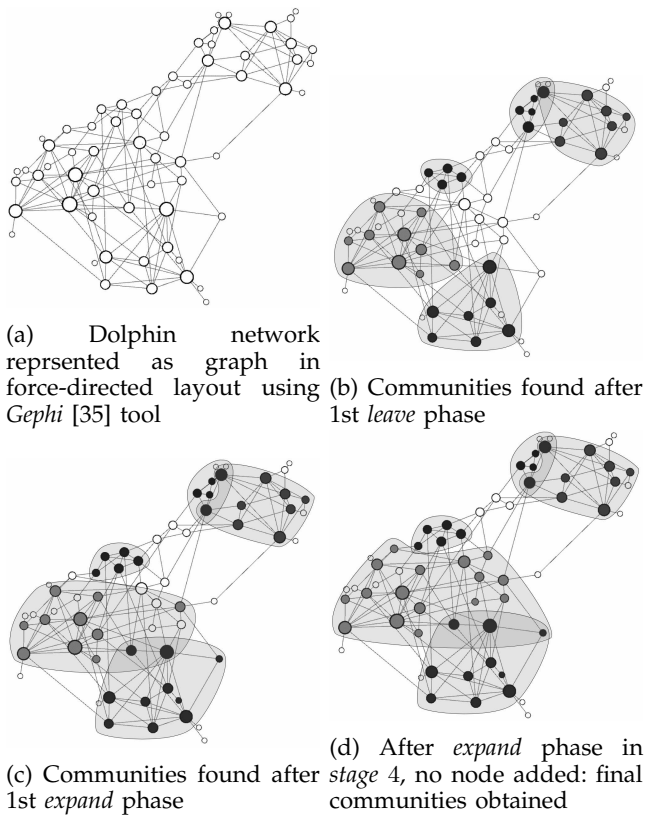 (a) Dolphin network
reprsented as graph in
force-directed layout using
Gephi [35] tool
(b) Communities found after
1st leave phase
(c) Communities found after
1st expand phase
(d) After expand phase in
stage 4, no node added: final
communities obtained